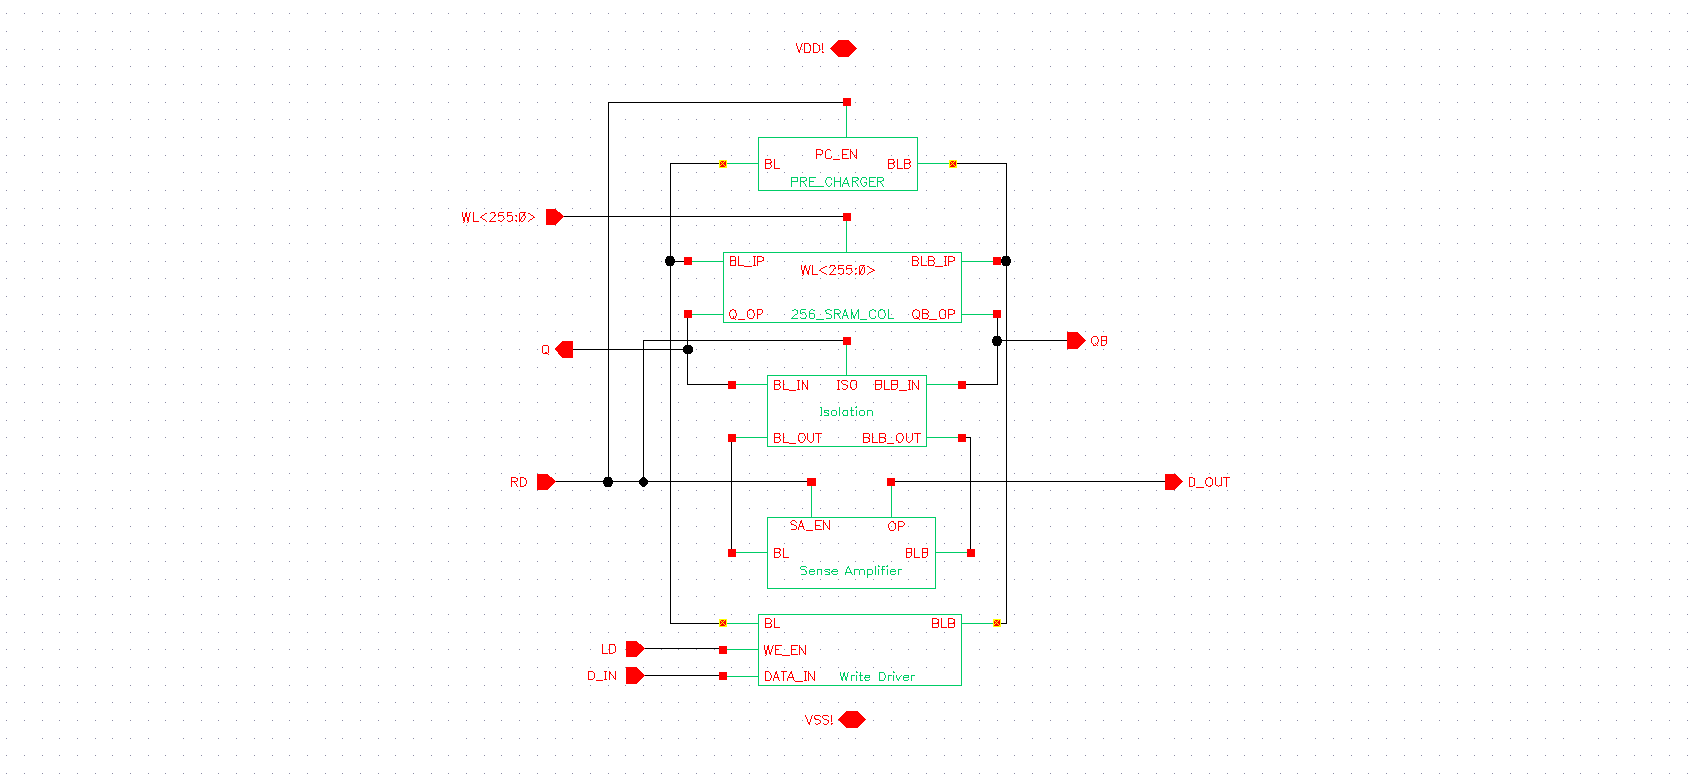 VDD!
PC_EN
BL BLB
PRE_CHARGER
WL<255:0>
BL_IP BLB_IP
WL<255:0>
Q_OP 256_SRAM_COL QB_OP
Q QB
BL_IN ISO BLB_IN
Isolation
BL_OUT BLB_OUT
RD D_OUT
SA_EN OP
BL BLB
Sense Amplifier
BL BLB
LD WE_EN
D_IN DATA_IN Write Driver
VSS!